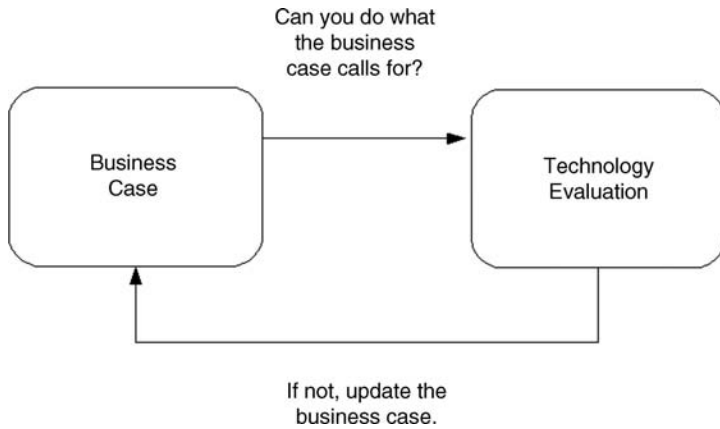 Can you do what
the business
case calls for?
Business
Case
Technology
Evaluation
If not, update the
business case.